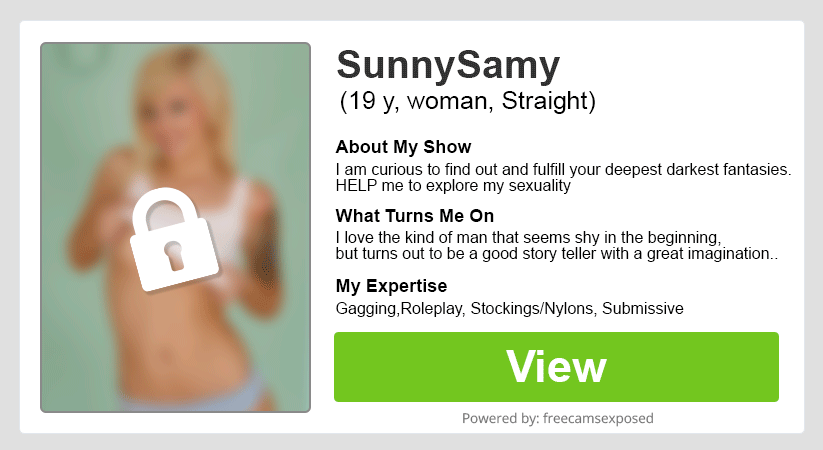 SunnySamy
(19 y, woman, Straight)
About My Show
I am curious to find out and fulfill your deepest darkest fantasies.
HELP me to explore my sexuality
What Turns Me On
I love the kind of man that seems shy in the beginning,
but turns out to be a good story teller with a great imagination..
My Expertise
Gagging,Roleplay, Stockings/Nylons, Submissive
View
Powered by: freecamsexposed